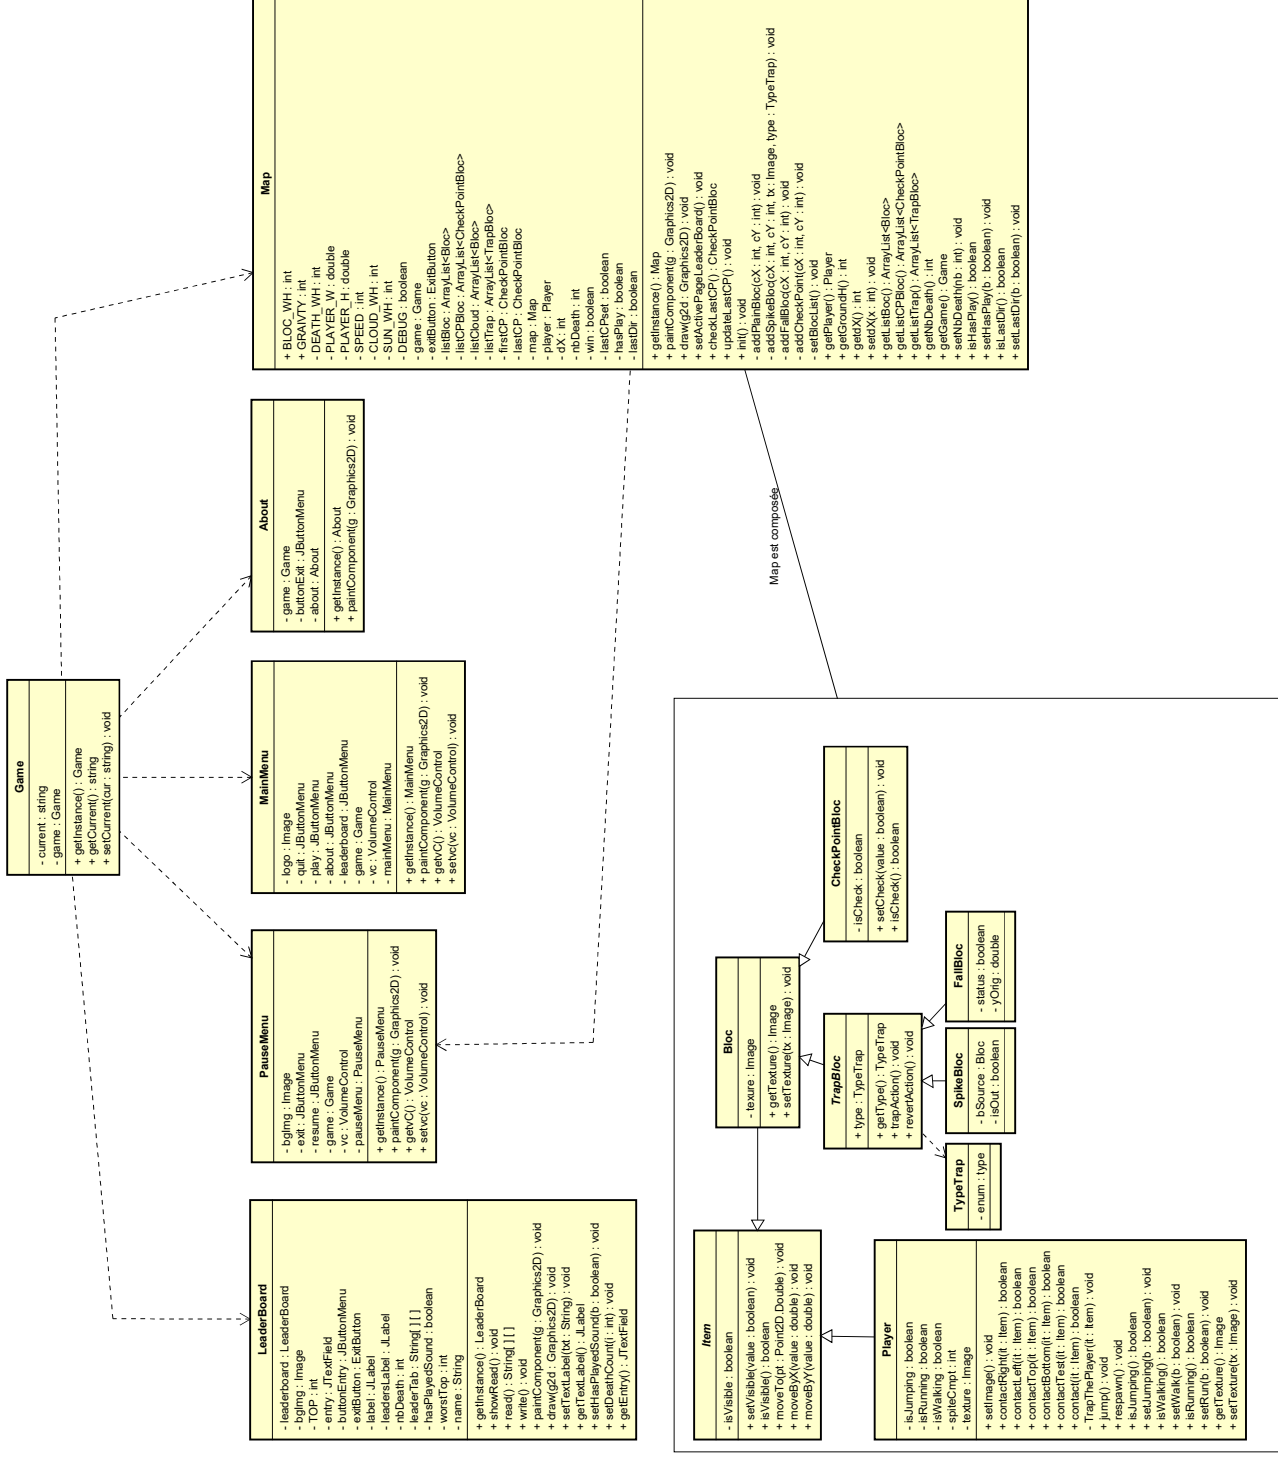 Game
- current : string
- game : Game
+ getInstance() : Game
+ getCurrent() : string
+ setCurrent(cur : string) : void
LeaderBoard
- leaderboard : LeaderBoard
- bgImg : Image
- TOP : int
- entry : JTextField
- buttonEntry : JButtonMenu
- exitButton : ExitButton
- label : JLabel
- leadersLabel : JLabel
- nbDeath : int
- leaderTab : String[ ] [ ]
- hasPlayedSound : boolean
- worstTop : int
- name : String
+ getInstance() : LeaderBoard
+ showRead() : void
+ read() : String[ ] [ ]
+ write() : void
+ paintComponent(g : Graphics2D) : void
+ draw(g2d : Graphics2D) : void
+ setTextLabel(txt : String) : void
+ getTextLabel() : JLabel
+ setHasPlayedSound(b : boolean) : void
+ setDeathCount(i : int) : void
+ getEntry() : JTextField
PauseMenu
- bgImg : Image
- exit : JButtonMenu
- resume : JButtonMenu
- game : Game
- vc : VolumeControl
- pauseMenu : PauseMenu
+ getInstance() : PauseMenu
+ paintComponent(g : Graphics2D) : void
+ getvC() : VolumeControl
+ setvc(vc : VolumeControl) : void
MainMenu
- logo : Image
- quit : JButtonMenu
- play : JButtonMenu
- about : JButtonMenu
- leaderboard : JButtonMenu
- game : Game
- vc : VolumeControl
- mainMenu : MainMenu
+ getInstance() : MainMenu
+ paintComponent(g : Graphics2D) : void
+ getvC() : VolumeControl
+ setvc(vc : VolumeControl) : void
About
- game : Game
- buttonExit : JButtonMenu
- about : About
+ getInstance() : About
+ paintComponent(g : Graphics2D) : void
Map
+ BLOC_WH : int
+ GRAIVTY : int
- DEATH_WH : int
- PLAYER_W : double
- PLAYER_H : double
- SPEED : int
- CLOUD_WH : int
- SUN_WH : int
- DEBUG : boolean
- game : Game
- exitButton : ExitButton
- listBloc : ArrayList<Bloc>
- listCPBloc : ArrayList<CheckPointBloc>
- listCloud : ArrayList<Bloc>
- listTrap : ArrayList<TrapBloc>
- firstCP : CheckPointBloc
- lastCP : CheckPointBloc
- map : Map
- player : Player
- dX : int
- nbDeath : int
- win : boolean
- lastCPset : boolean
- hasPlay : boolean
- lastDir : boolean
+ getInstance() : Map
+ paintComponent(g : Graphics2D) : void
+ draw(g2d : Graphics2D) : void
+ setActivePageLeaderBoard() : void
+ checkLastCP() : CheckPointBloc
+ updateLastCP() : void
+ init() : void
- addPlainBloc(cX : int, cY : int) : void
- addSpikeBloc(cX : int, cY : int, tx : Image, type : TypeTrap) : void
- addFallBloc(cX : int, cY : int) : void
- addCheckPoint(cX : int, cY : int) : void
- setBlocList() : void
+ getPlayer() : Player
+ getGroundH() : int
+ getdX() : int
+ setdX(x : int) : void
+ getListBoc() : ArrayList<Bloc>
+ getListCPBloc() : ArrayList<CheckPointBloc>
+ getListTrap() : ArrayList<TrapBloc>
+ getNbDeath() : int
+ getGame() : Game
+ setNbDeath(nb : int) : void
+ isHasPlay() : boolean
+ setHasPlay(b : boolean) : void
+ isLastDir() : boolean
+ setLastDir(b : boolean) : void
Map est composée
Item
- isVisible : boolean
+ setVisible(value : boolean) : void
+ isVisible() : boolean
+ moveTo(pt : Point2D.Double) : void
+ moveByX(value : double) : void
+ moveByY(value : double) : void
Bloc
- texure : Image
+ getTexture() : Image
+ setTexture(tx : Image) : void
CheckPointBloc
- isCheck : boolean
+ setCheck(value : boolean) : void
+ isCheck() : boolean
TrapBloc
+ type : TypeTrap
+ getType() : TypeTrap
+ trapAction() : void
+ revertAction() : void
Player
- isJumping : boolean
- isRunning : boolean
- isWalking : boolean
- spiteCmpt : int
- texture : Image
+ setImage() : void
+ contactRight(it : Item) : boolean
+ contactLeft(it : Item) : boolean
+ contactTop(it : Item) : boolean
+ contactBottom(it : Item) : boolean
+ contactTest(it : Item) : boolean
+ contact(it : Item) : boolean
- TrapThePlayer(it : Item) : void
+ jump() : void
+ respawn() : void
+ isJumping() : boolean
+ setJumping(b : boolean) : void
+ isWalking() : boolean
+ setWalk(b : boolean) : void
+ isRunning() : boolean
+ setRun(b : boolean) : void
+ getTexture() : Image
+ setTexture(tx : Image) : void
TypeTrap
- enum : type
SpikeBloc
- bSource : Bloc
- isOut : boolean
FallBloc
- status : boolean
- yOrig : double